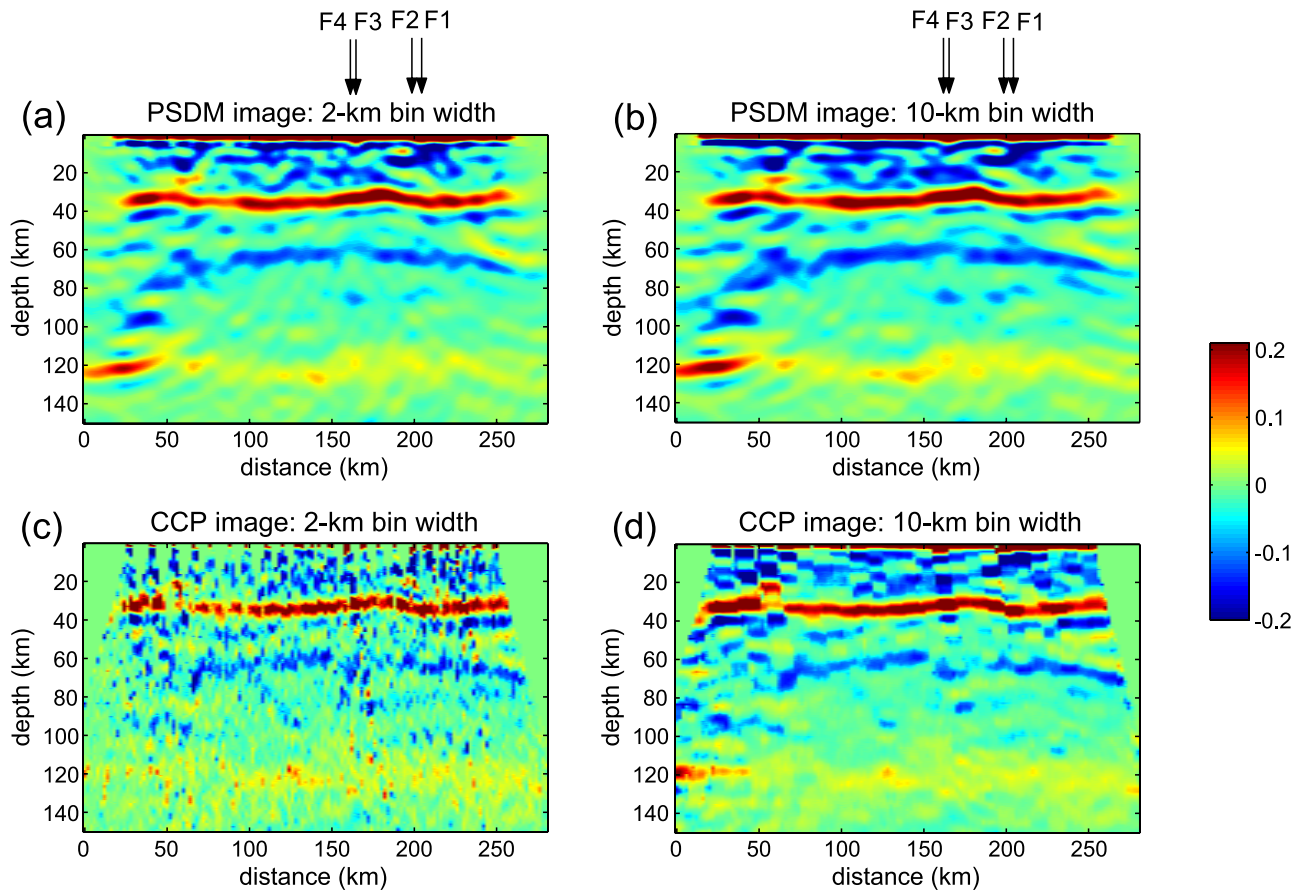 F4 F3 F2 F1
F4 F3 F2 F1
(a) PSDM image: 2-km bin width
depth (km)
20
40
60
80
100
120
140
0 50 100 150 200 250
distance (km)
(b) PSDM image: 10-km bin width
depth (km)
20
40
60
80
100
120
140
0 50 100 150 200 250
distance (km)
(c) CCP image: 2-km bin width
depth (km)
20
40
60
80
100
120
140
0 50 100 150 200 250
distance (km)
(d) CCP image: 10-km bin width
depth (km)
20
40
60
80
100
120
140
0 50 100 150 200 250
distance (km)
0.2
0.1
0
-0.1
-0.2